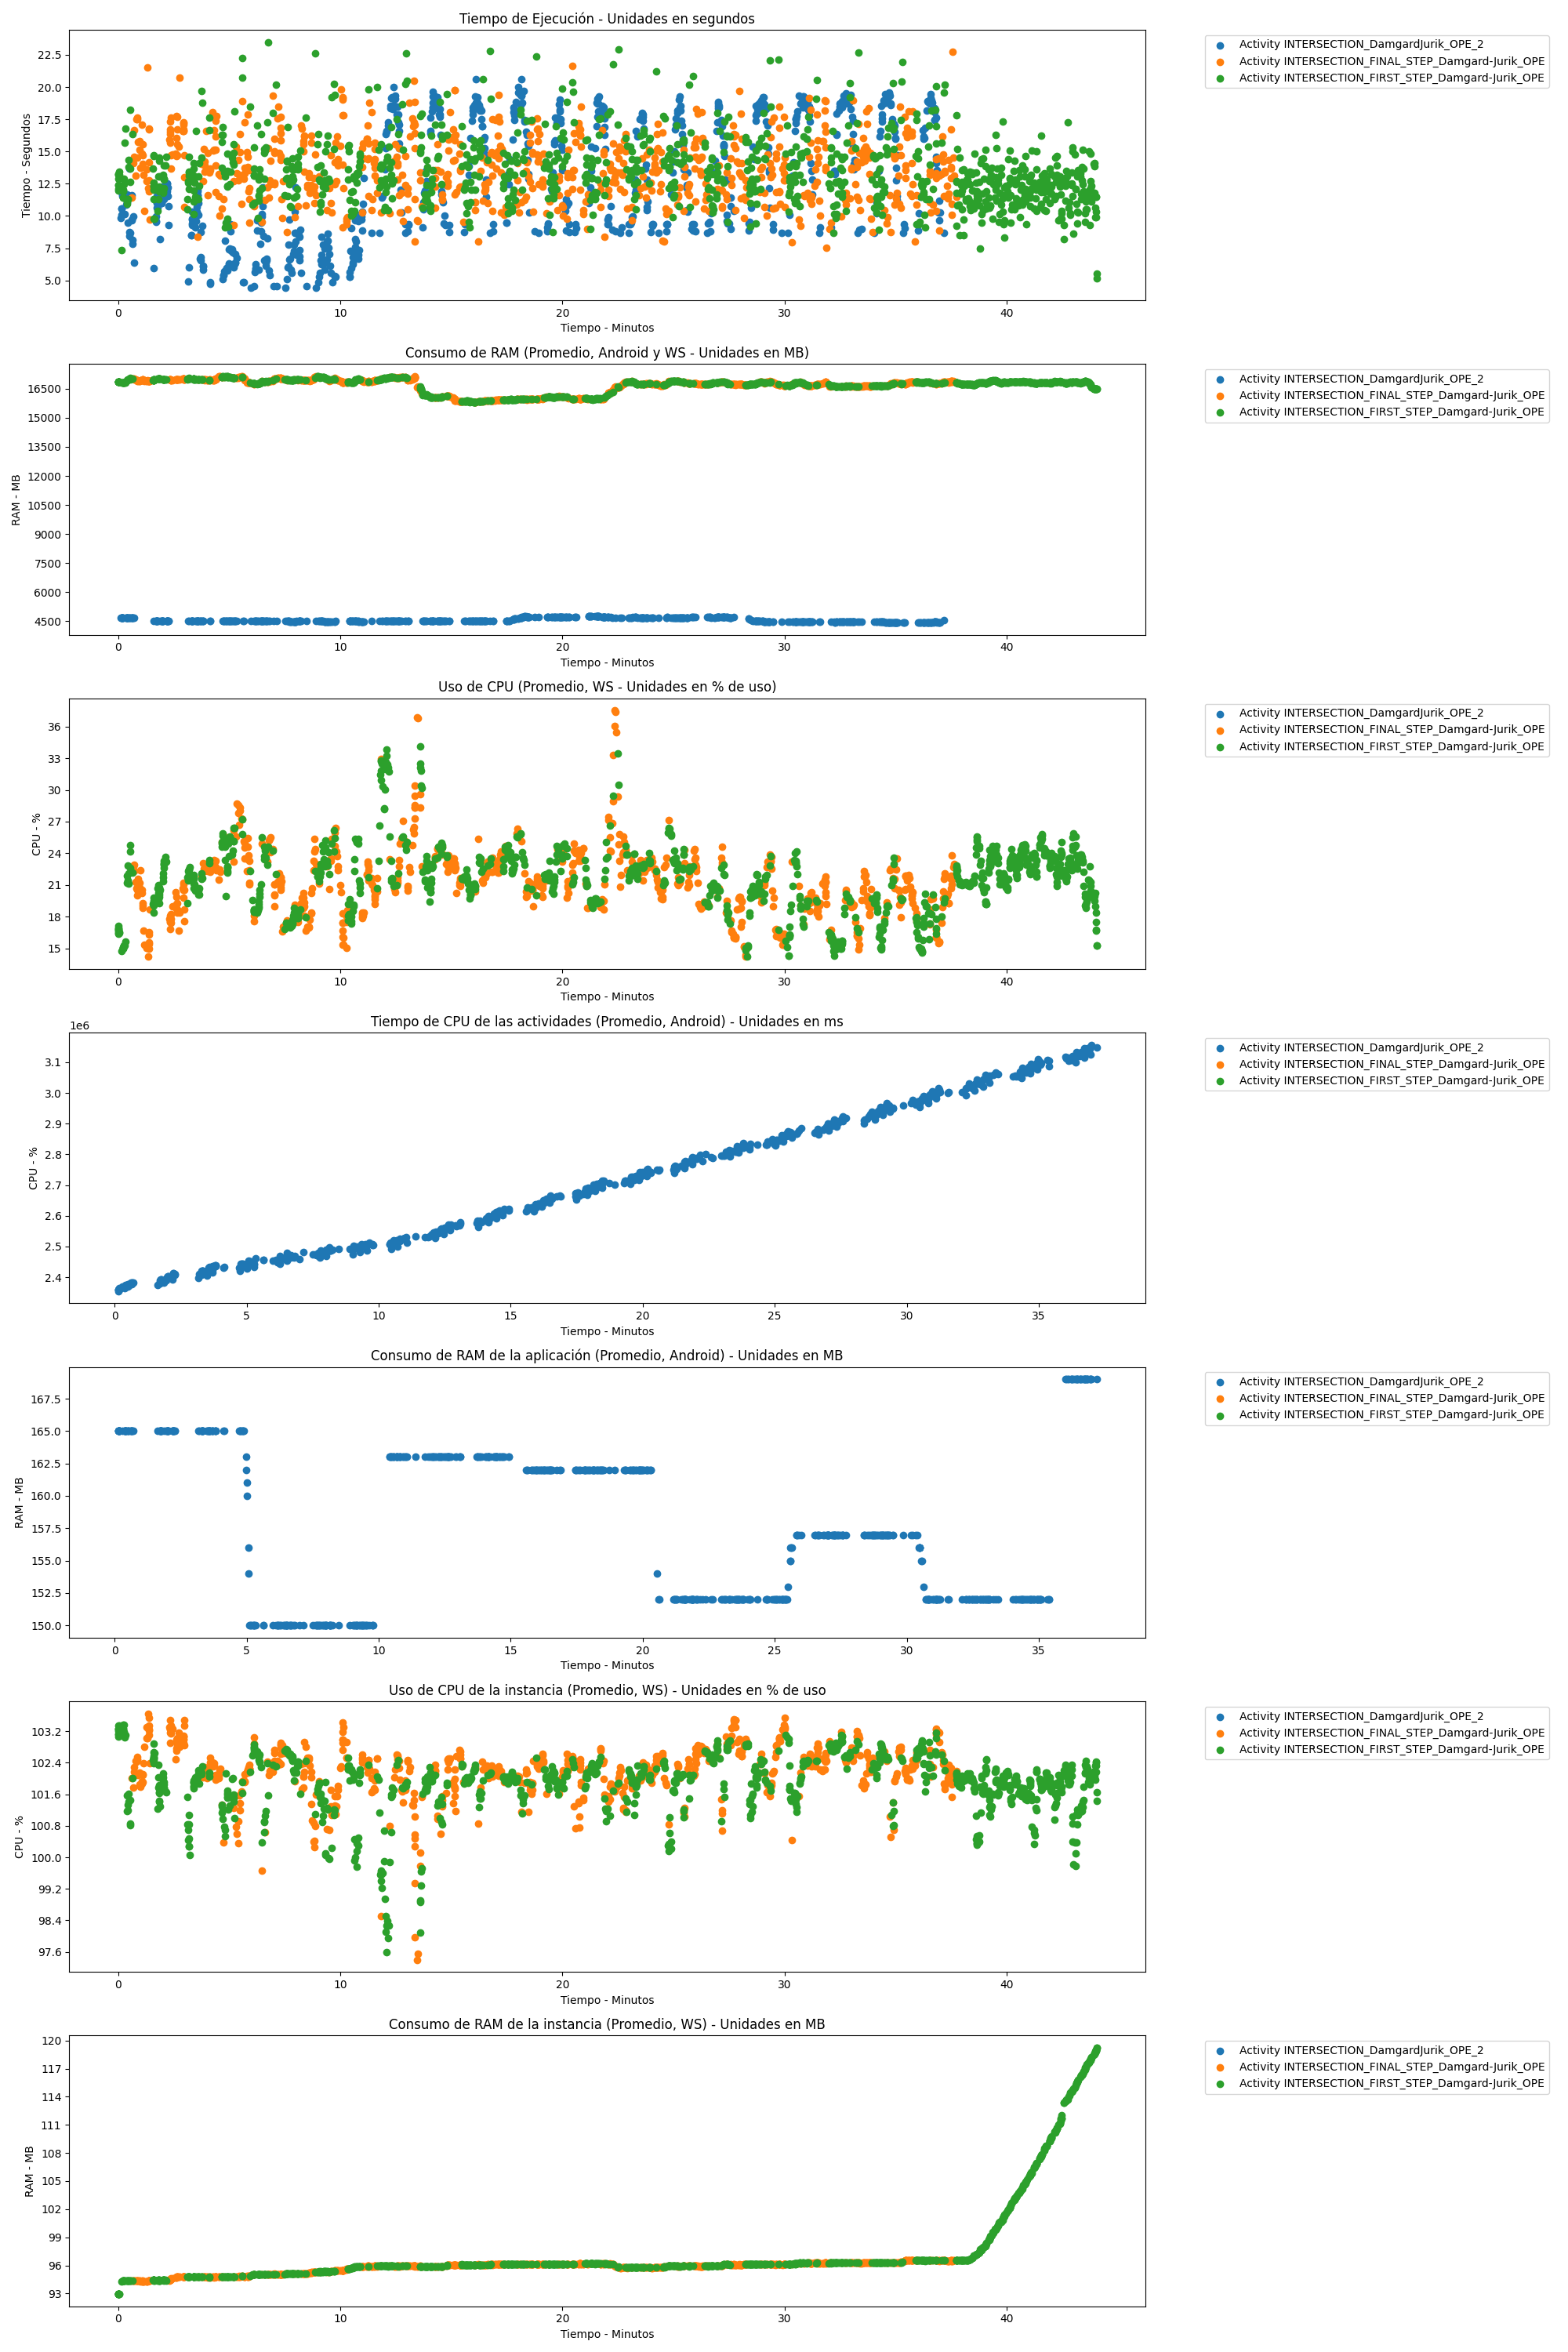 Tiempo de Ejecución - Unidades en segundos
22.5
20.0
17.5
15.0
12.5
10.0
7.5
5.0
Tiempo - Segundos
0 10 20 30 40
Tiempo - Minutos
Activity INTERSECTION_DamgardJurik_OPE_2
Activity INTERSECTION_FINAL_STEP_Damgard-Jurik_OPE
Activity INTERSECTION_FIRST_STEP_Damgard-Jurik_OPE
Consumo de RAM (Promedio, Android y WS - Unidades en MB)
16500
15000
13500
12000
10500
9000
7500
6000
4500
RAM - MB
0 10 20 30 40
Tiempo - Minutos
Activity INTERSECTION_DamgardJurik_OPE_2
Activity INTERSECTION_FINAL_STEP_Damgard-Jurik_OPE
Activity INTERSECTION_FIRST_STEP_Damgard-Jurik_OPE
Uso de CPU (Promedio, WS - Unidades en % de uso)
36
33
30
27
24
21
18
15
CPU - %
0 10 20 30 40
Tiempo - Minutos
Activity INTERSECTION_DamgardJurik_OPE_2
Activity INTERSECTION_FINAL_STEP_Damgard-Jurik_OPE
Activity INTERSECTION_FIRST_STEP_Damgard-Jurik_OPE
Tiempo de CPU de las actividades (Promedio, Android) - Unidades en ms
1e6
3.1
3.0
2.9
2.8
2.7
2.6
2.5
2.4
CPU - %
0 5 10 15 20 25 30 35
Tiempo - Minutos
Activity INTERSECTION_DamgardJurik_OPE_2
Activity INTERSECTION_FINAL_STEP_Damgard-Jurik_OPE
Activity INTERSECTION_FIRST_STEP_Damgard-Jurik_OPE
Consumo de RAM de la aplicación (Promedio, Android) - Unidades en MB
167.5
165.0
162.5
160.0
157.5
155.0
152.5
150.0
RAM - MB
0 5 10 15 20 25 30 35
Tiempo - Minutos
Activity INTERSECTION_DamgardJurik_OPE_2
Activity INTERSECTION_FINAL_STEP_Damgard-Jurik_OPE
Activity INTERSECTION_FIRST_STEP_Damgard-Jurik_OPE
Uso de CPU de la instancia (Promedio, WS) - Unidades en % de uso
103.2
102.4
101.6
100.8
100.0
99.2
98.4
97.6
CPU - %
0 10 20 30 40
Tiempo - Minutos
Activity INTERSECTION_DamgardJurik_OPE_2
Activity INTERSECTION_FINAL_STEP_Damgard-Jurik_OPE
Activity INTERSECTION_FIRST_STEP_Damgard-Jurik_OPE
Consumo de RAM de la instancia (Promedio, WS) - Unidades en MB
120
117
114
111
108
105
102
99
96
93
RAM - MB
0 10 20 30 40
Tiempo - Minutos
Activity INTERSECTION_DamgardJurik_OPE_2
Activity INTERSECTION_FINAL_STEP_Damgard-Jurik_OPE
Activity INTERSECTION_FIRST_STEP_Damgard-Jurik_OPE